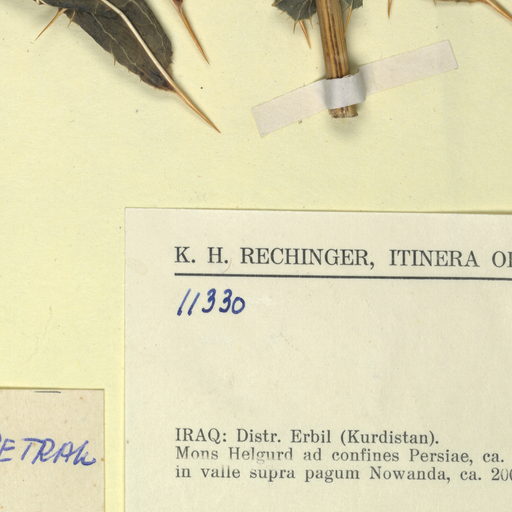 K. H. RECHINGER, ITINERA
11330
IRAQ: Distr. Erbil (Kurdistan).
Mons Helgurd ad confines Persiae, ca.
in valle supra pagum Nowanda, ca. 200
ETRAK